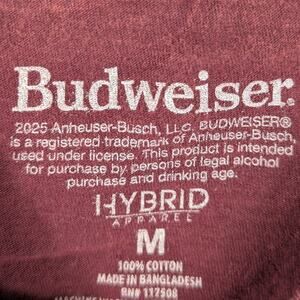 Budweiser.
2025 Anheuser-Busch, LLC. BUDWEISER®
is a registered trademark of Anheuser-Busch,
used under license. This product is intended
for purchase by persons of legal alcohol
purchase and drinking age.
HYBRID
APPAREL
M
100% COTTON
MADE IN BANGLADESH
RN# 137508